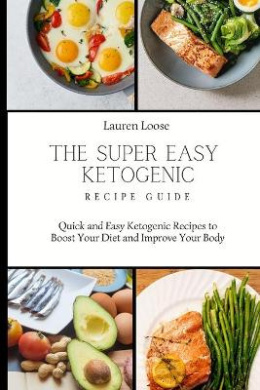 Lauren Loose
THE SUPER EASY
KETOGENIC
RECIPE GUIDE
Quick and Easy Ketogenic Recipes to
Boost Your Diet and Improve Your Body